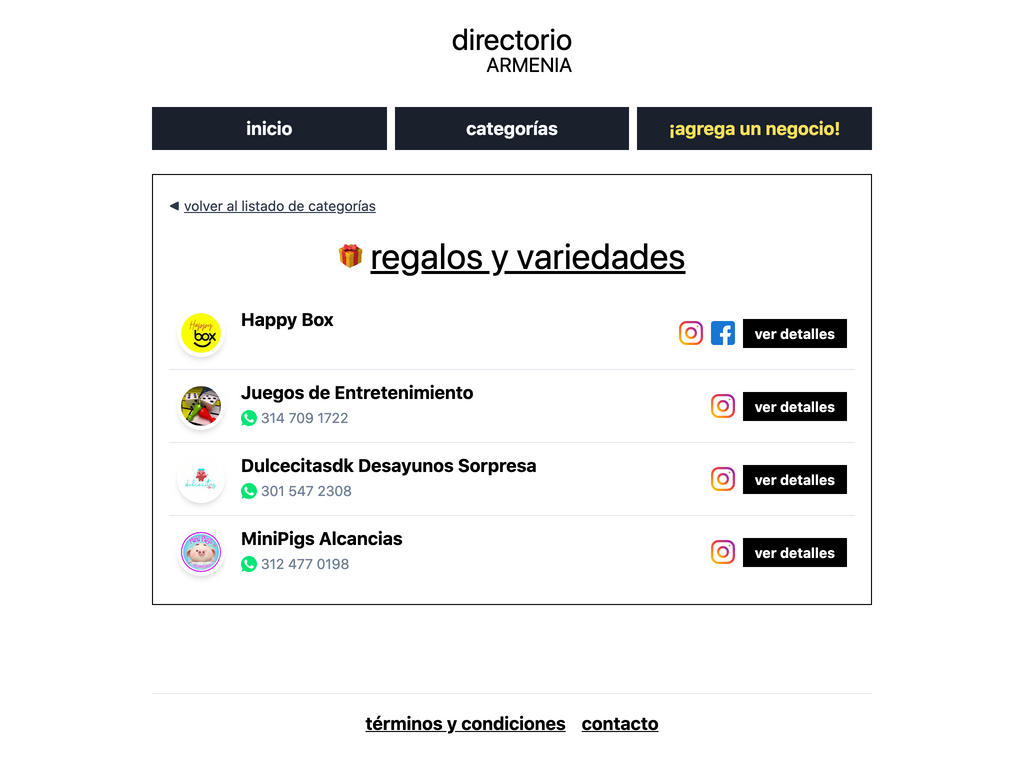 directorio
ARMENIA
inicio
categorías
¡agrega un negocio!
volver al listado de categorías
regalos y variedades
Happy
box
Happy Box
ver detalles
Juegos de Entretenimiento
314 709 1722
ver detalles
Dulcecitasdk Desayunos Sorpresa
301 547 2308
ver detalles
MiniPigs Alcancias
312 477 0198
ver detalles
términos y condiciones
contacto